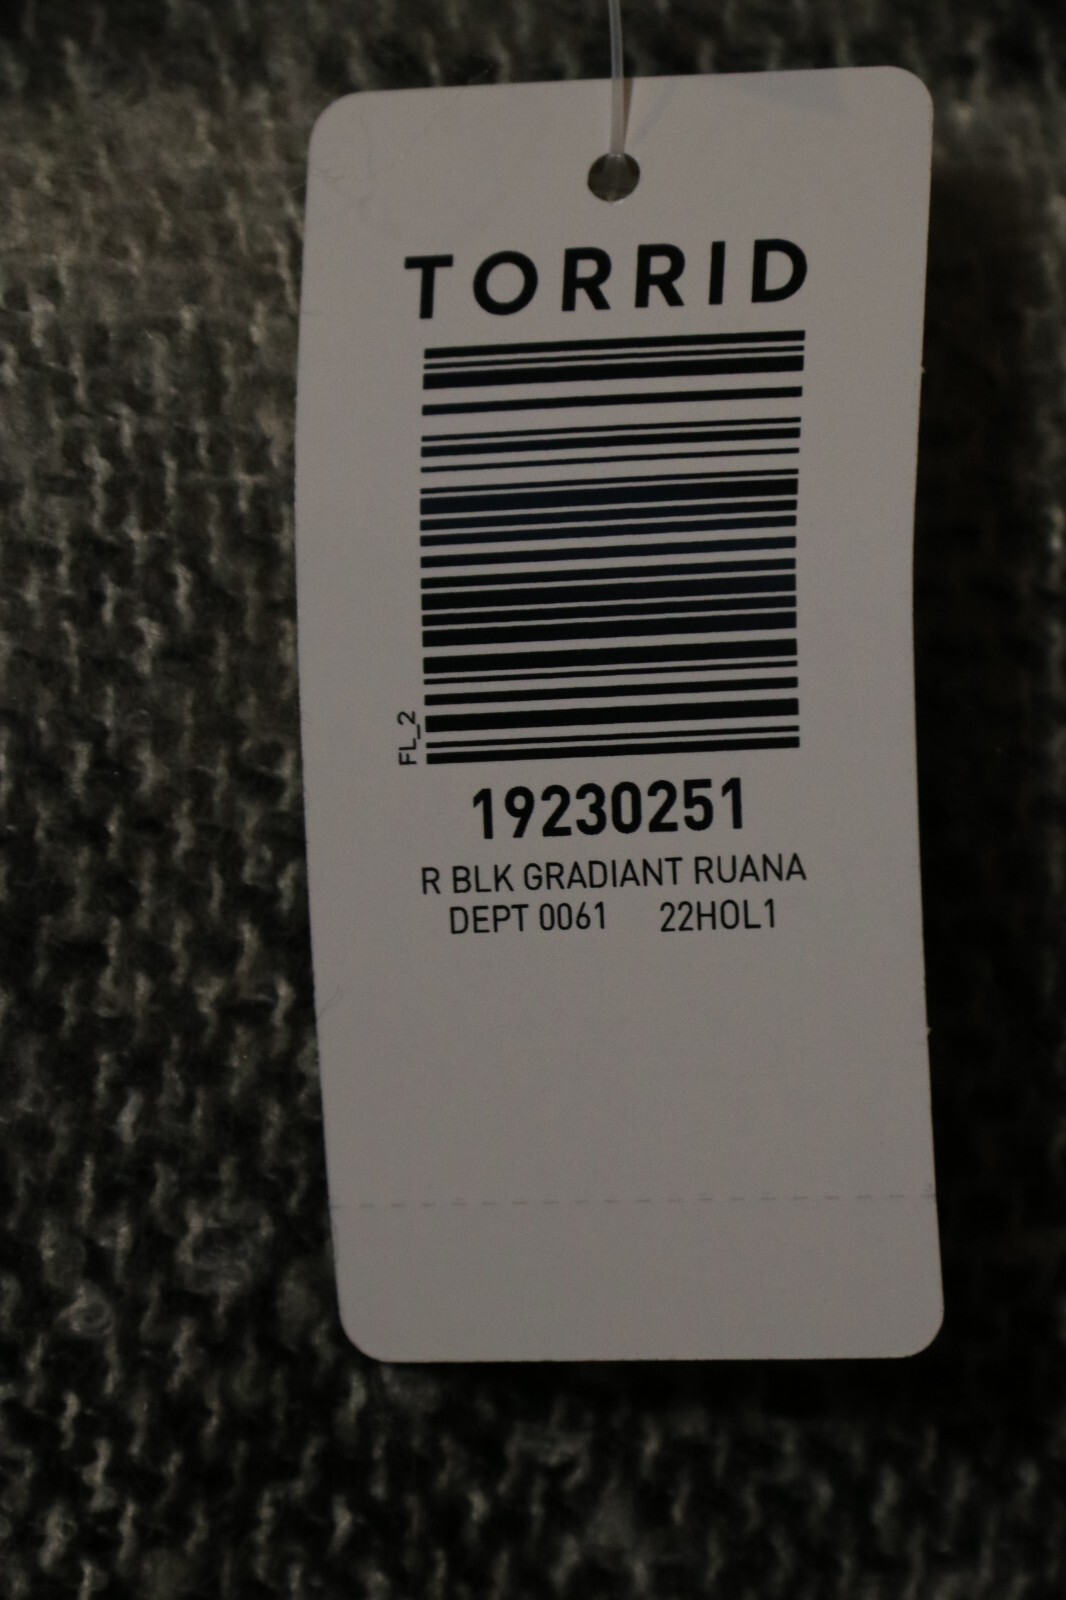 TORRID
FL_2
19230251
R BLK GRADIANT RUANA
DEPT 0061 22HOL1